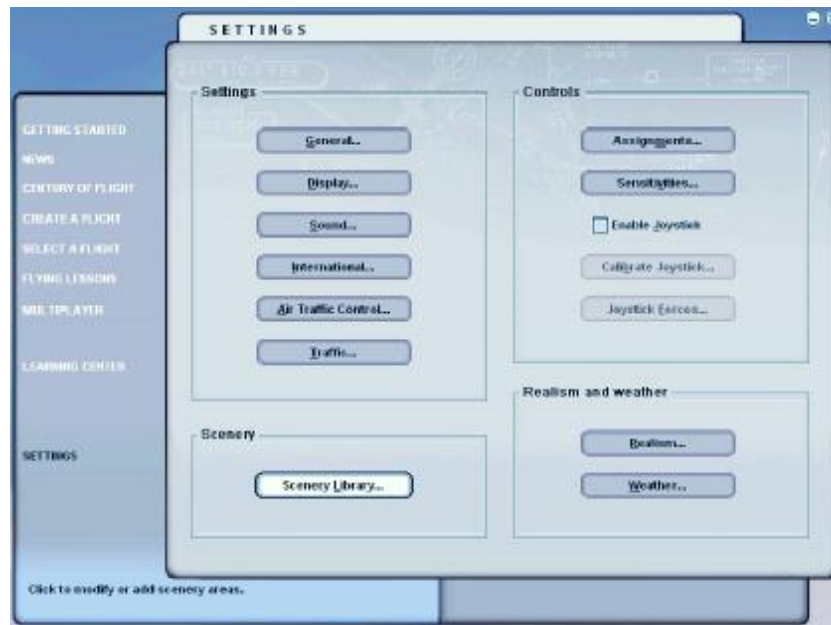 SETTINGS
Settings
General...
Display...
Sound...
International...
Air Traffic Control...
Traffic...
Scenery
Scenery Library...
Controls
Assignments...
Sensitivities...
Enable Joystick
Calibrate Joystick...
Joystick Forces...
Realism and weather
Realism...
Weather...
GETTING STARTED
NEWS
CENTURY OF FLIGHT
CREATE A FLIGHT
SELECT A FLIGHT
FLYING LESSONS
MULTIPLAYER
LEARNING CENTER
SETTINGS
Click to modify or add scenery areas.